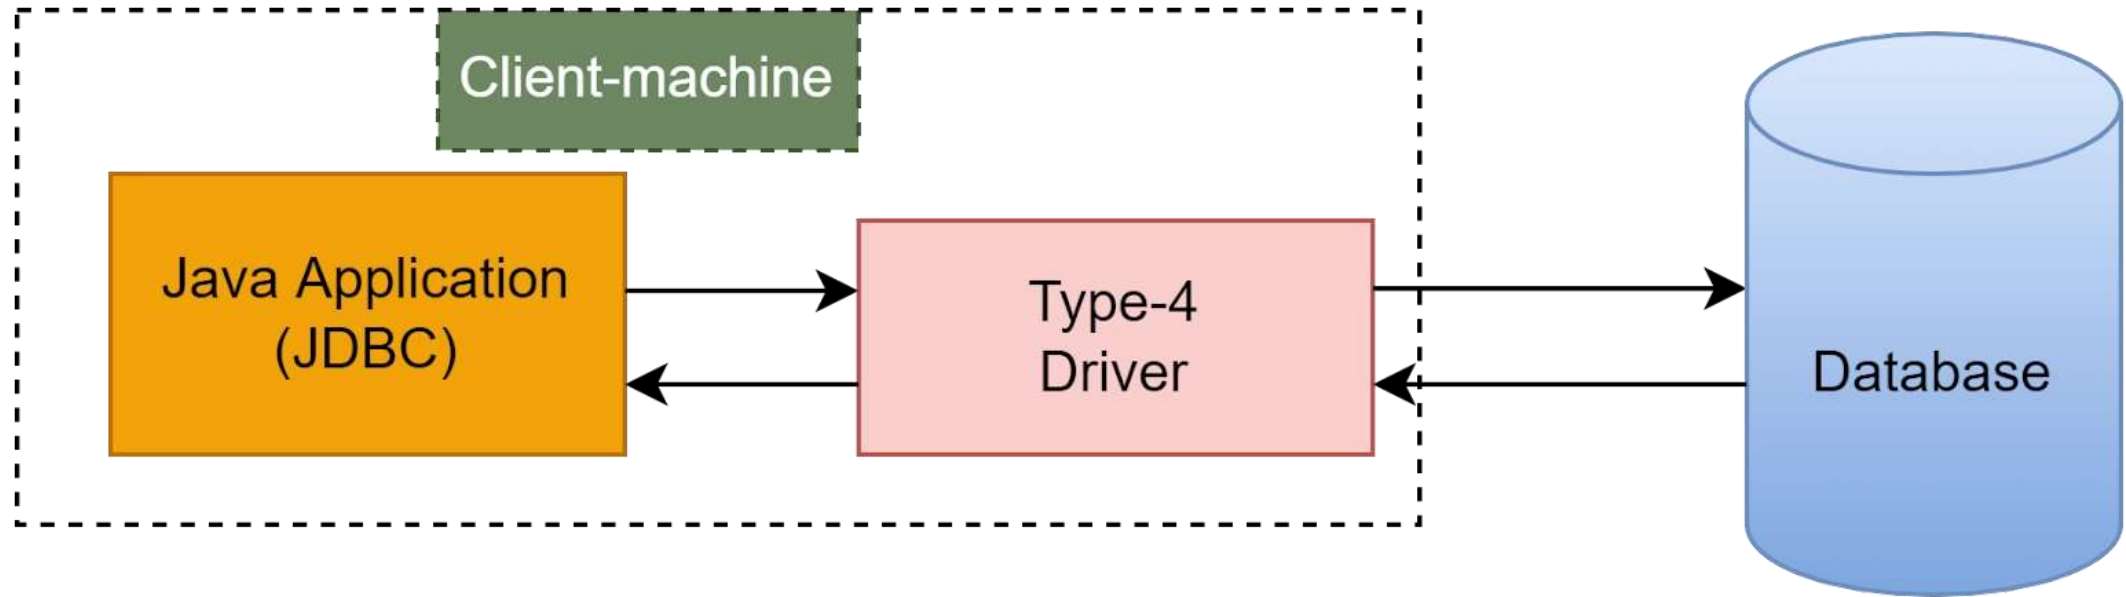 Client-machine
Java Application
(JDBC)
Type-4
Driver
Database